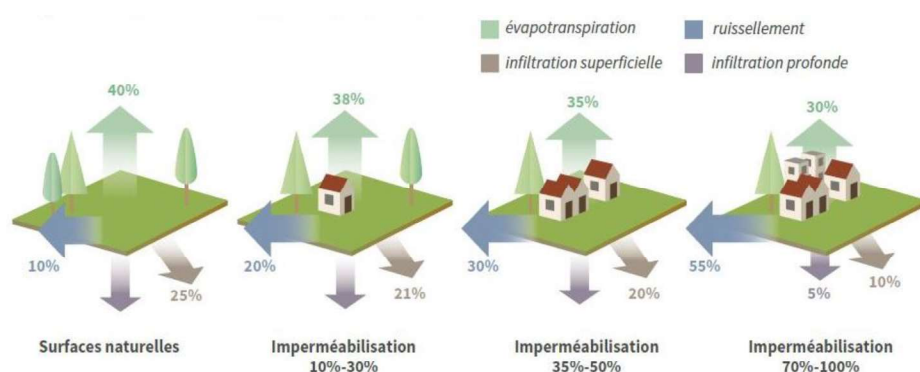 évapotranspiration
ruissellement
infiltration superficielle
infiltration profonde
40%
38%
35%
30%
10%
25%
20%
21%
30%
20%
55%
5%
10%
Surfaces naturelles
Imperméabilisation
10%-30%
Imperméabilisation
35%-50%
Imperméabilisation
70%-100%